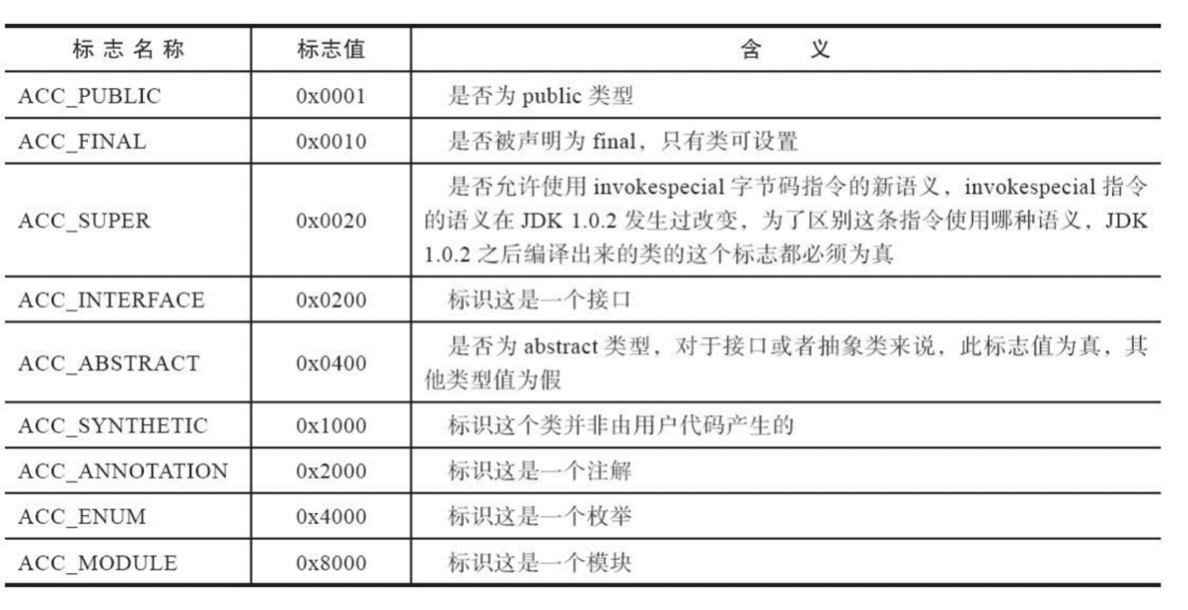 标志名称 标志值 含义
ACC_PUBLIC 0x0001 是否为 public 类型
ACC_FINAL 0x0010 是否被声明为 final，只有类可设置
是否允许使用 invokespecial 字节码指令的新语义，invokespecial 指令
ACC_SUPER 0x0020 的语义在 JDK 1.0.2 发生过改变，为了区别这条指令使用哪种语义，JDK
1.0.2 之后编译出来的类的这个标志都必须为真
ACC_INTERFACE 0x0200 标识这是一个接口
是否为 abstract 类型，对于接口或者抽象类来说，此标志值为真，其
ACC_ABSTRACT 0x0400
他类型值为假
ACC_SYNTHETIC 0x1000 标识这个类并非由用户代码产生的
ACC_ANNOTATION 0x2000 标识这是一个注解
ACC_ENUM 0x4000 标识这是一个枚举
ACC_MODULE 0x8000 标识这是一个模块